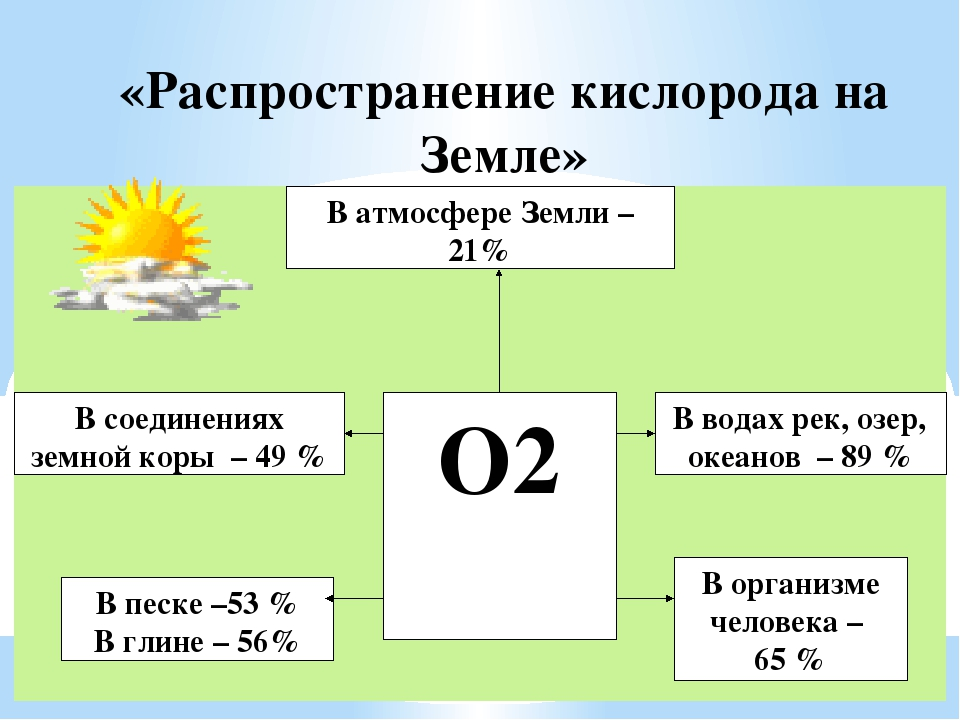 «Распространение кислорода на
Земле»
В атмосфере Земли –
21%
В соединениях
земной коры – 49 %
О2
В водах рек, озер,
океанов – 89 %
В песке –53 %
В глине – 56%
В организме
человека –
65 %